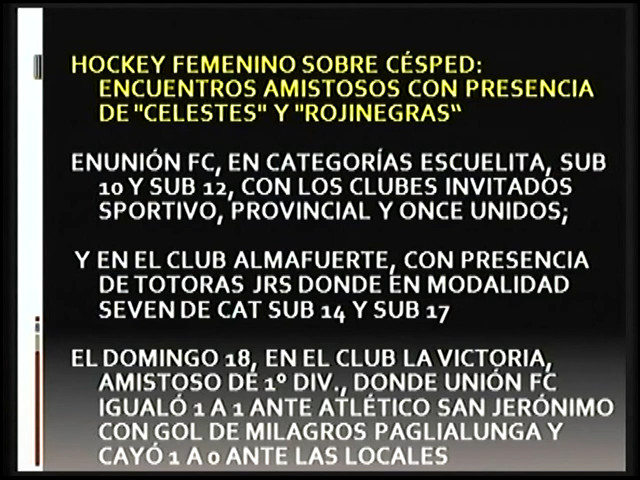 HOCKEY FEMENINO SOBRE CÉSPED:
ENCUENTROS AMISTOSOS CON PRESENCIA
DE "CELESTES" Y "ROJINEGRAS“
ENUNIÓN FC, EN CATEGORÍAS ESCUELITA, SUB
10 Y SUB 12, CON LOS CLUBES INVITADOS
SPORTIVO, PROVINCIAL Y ONCE UNIDOS;
Y EN EL CLUB ALMAFUERTE, CON PRESENCIA
DE TOTORAS JRS DONDE EN MODALIDAD
SEVEN DE CAT SUB 14 Y SUB 17
EL DOMINGO 18, EN EL CLUB LA VICTORIA,
AMISTOSO DE 1º DIV., DONDE UNIÓN FC
IGUALÓ 1 A 1 ANTE ATLÉTICO SAN JERÓNIMO
CON GOL DE MILAGROS PAGLIALUNGA Y
CAYÓ 1 A 0 ANTE LAS LOCALES